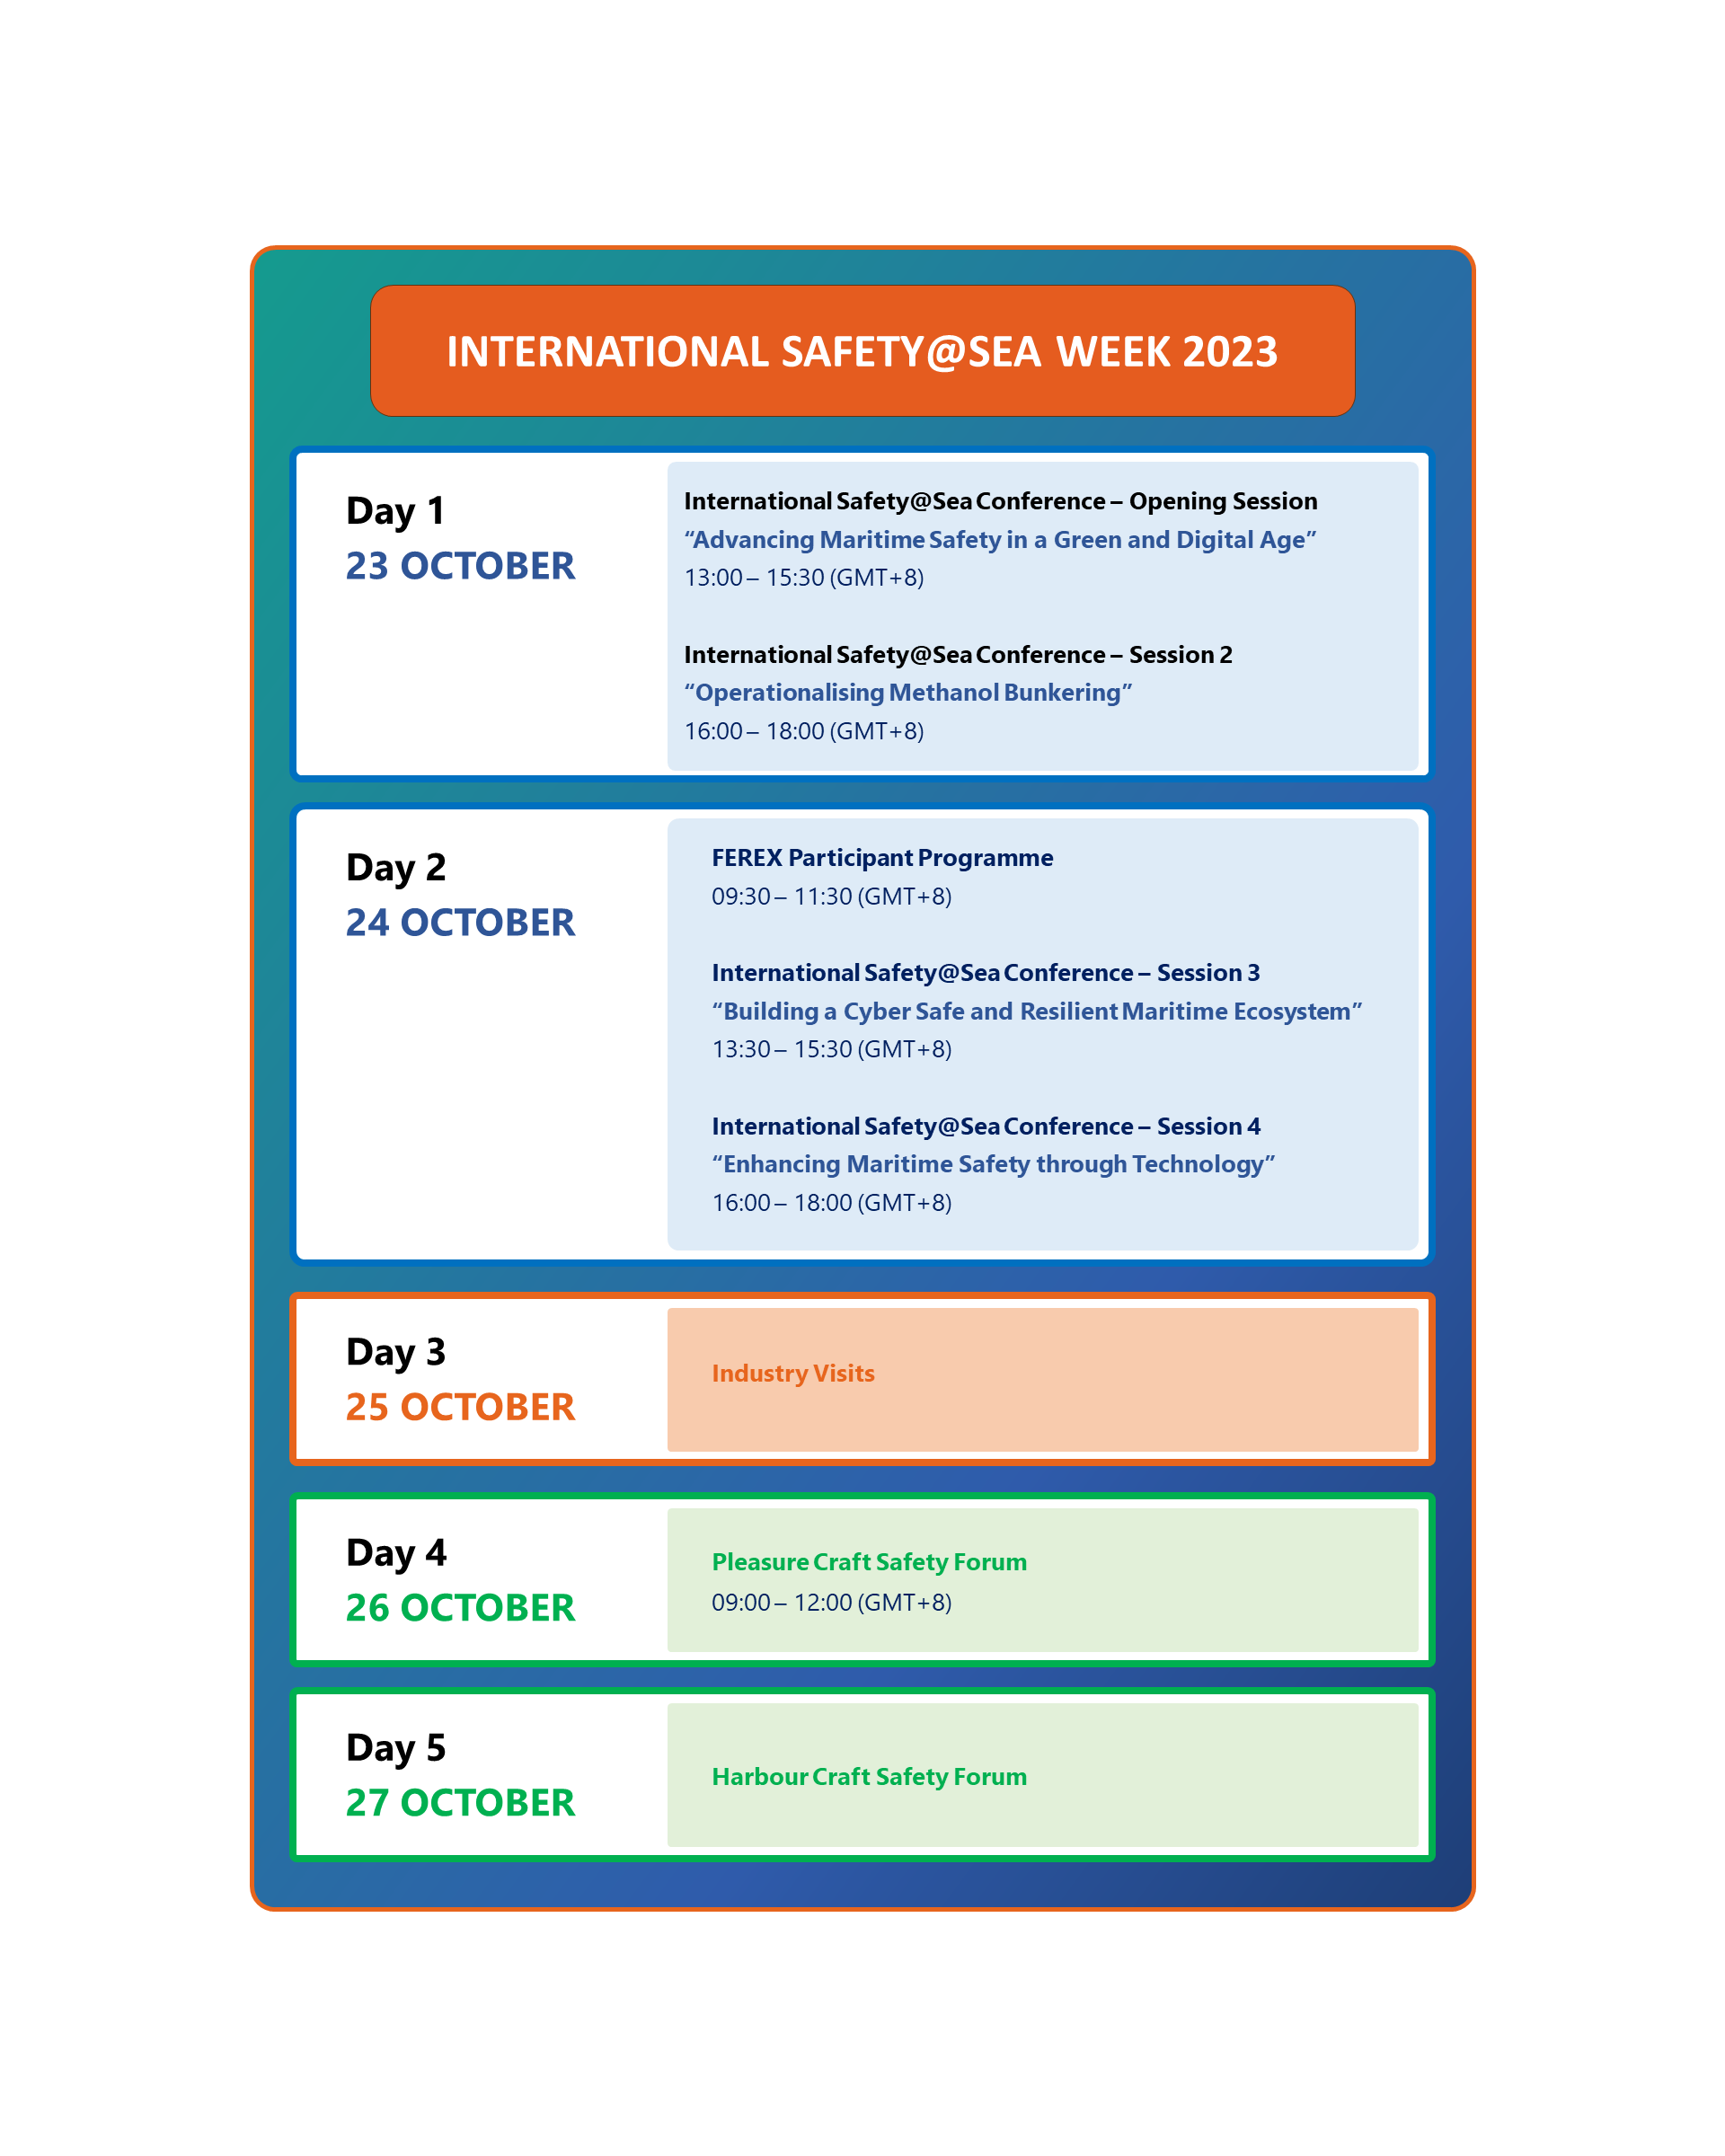 INTERNATIONAL SAFETY@SEA WEEK 2023
Day 1
23 OCTOBER
International Safety@Sea Conference – Opening Session
“Advancing Maritime Safety in a Green and Digital Age”
13:00 – 15:30 (GMT+8)
International Safety@Sea Conference – Session 2
“Operationalising Methanol Bunkering”
16:00 – 18:00 (GMT+8)
Day 2
24 OCTOBER
FEREX Participant Programme
09:30 – 11:30 (GMT+8)
International Safety@Sea Conference – Session 3
“Building a Cyber Safe and Resilient Maritime Ecosystem”
13:30 – 15:30 (GMT+8)
International Safety@Sea Conference – Session 4
“Enhancing Maritime Safety through Technology”
16:00 – 18:00 (GMT+8)
Day 3
25 OCTOBER
Industry Visits
Day 4
26 OCTOBER
Pleasure Craft Safety Forum
09:00 – 12:00 (GMT+8)
Day 5
27 OCTOBER
Harbour Craft Safety Forum